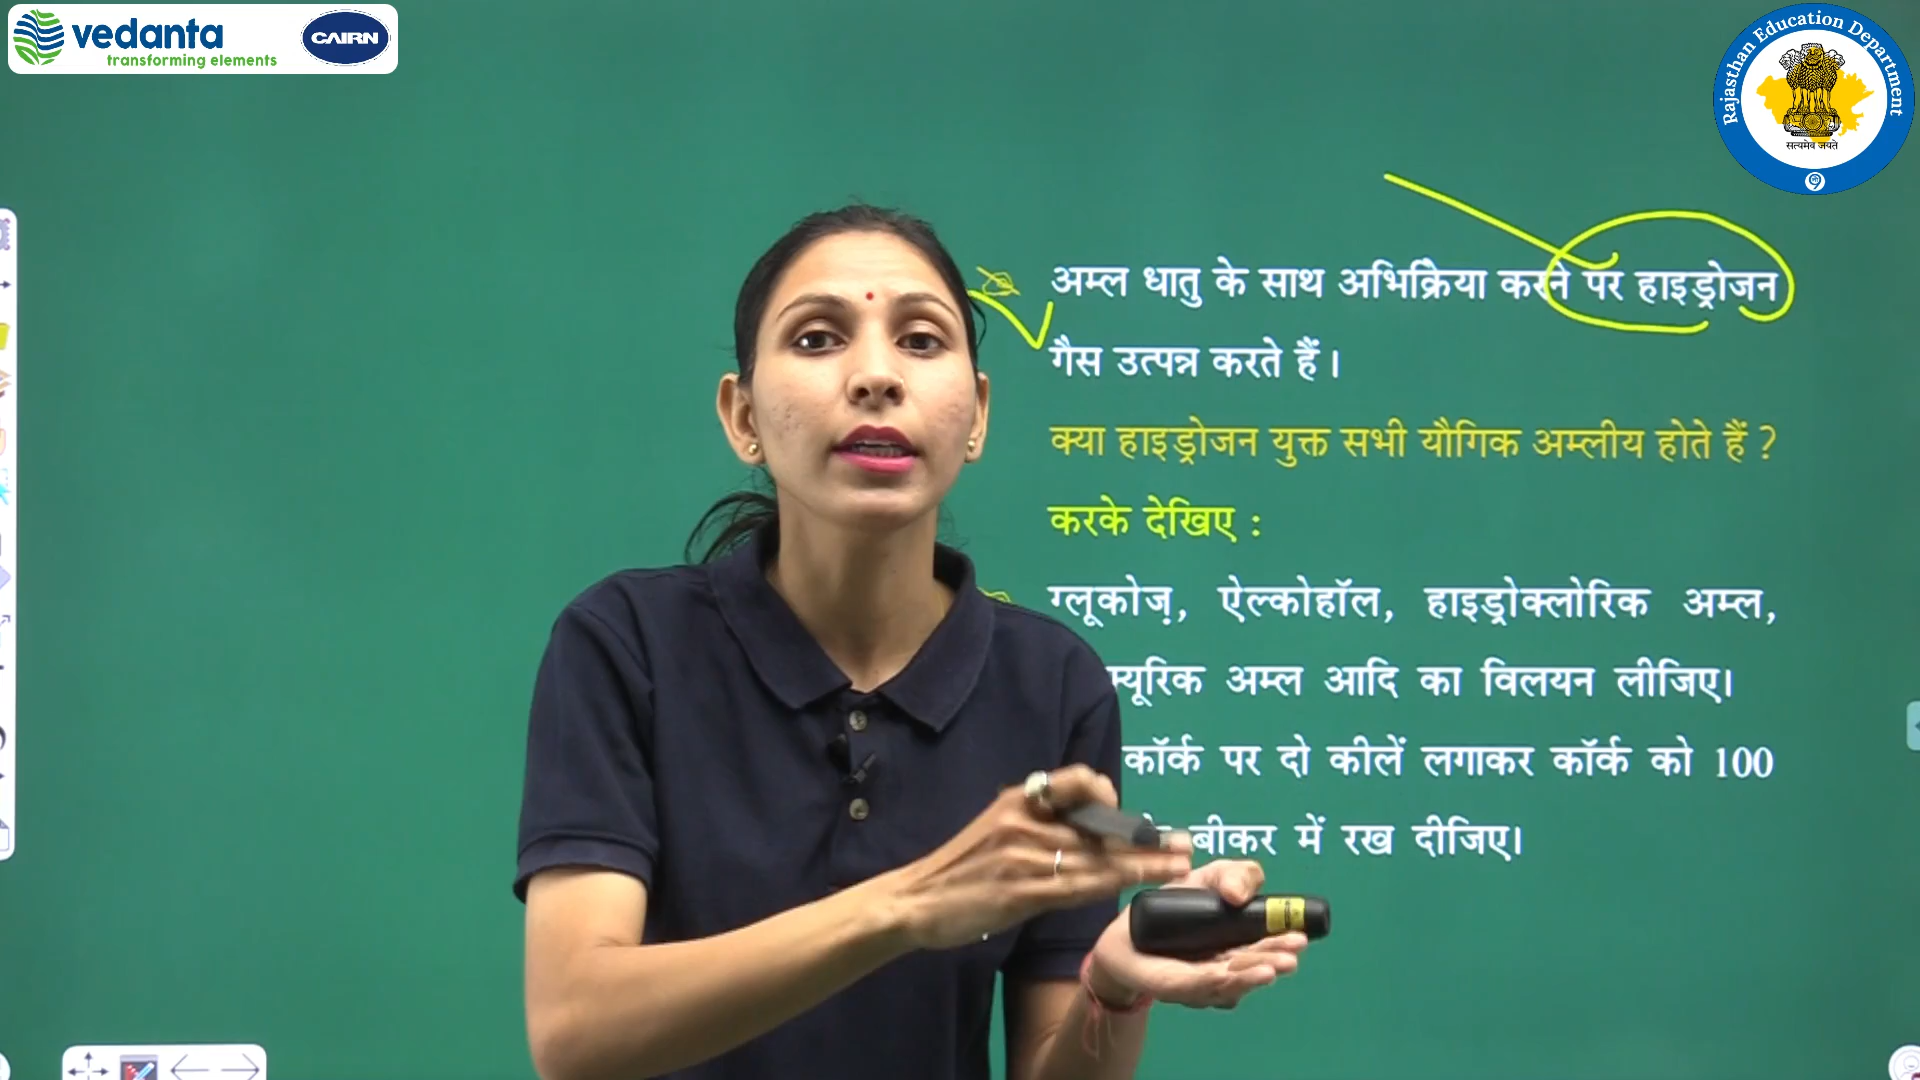 vedanta
transforming elements
CAIRN
Rajasthan Education Department
सत्यमेव जयते
अम्ल धातु के साथ अभिक्रिया करने पर हाइड्रोजन
गैस उत्पन्न करते हैं।
क्या हाइड्रोजन युक्त सभी यौगिक अम्लीय होते हैं ?
करके देखिए :
ग्लूकोज़, ऐल्कोहॉल, हाइड्रोक्लोरिक अम्ल,
अम्ल आदि का विलयन लीजिए।
कॉर्क पर दो कीलें लगाकर कॉर्क को 100
बीकर में रख दीजिए।